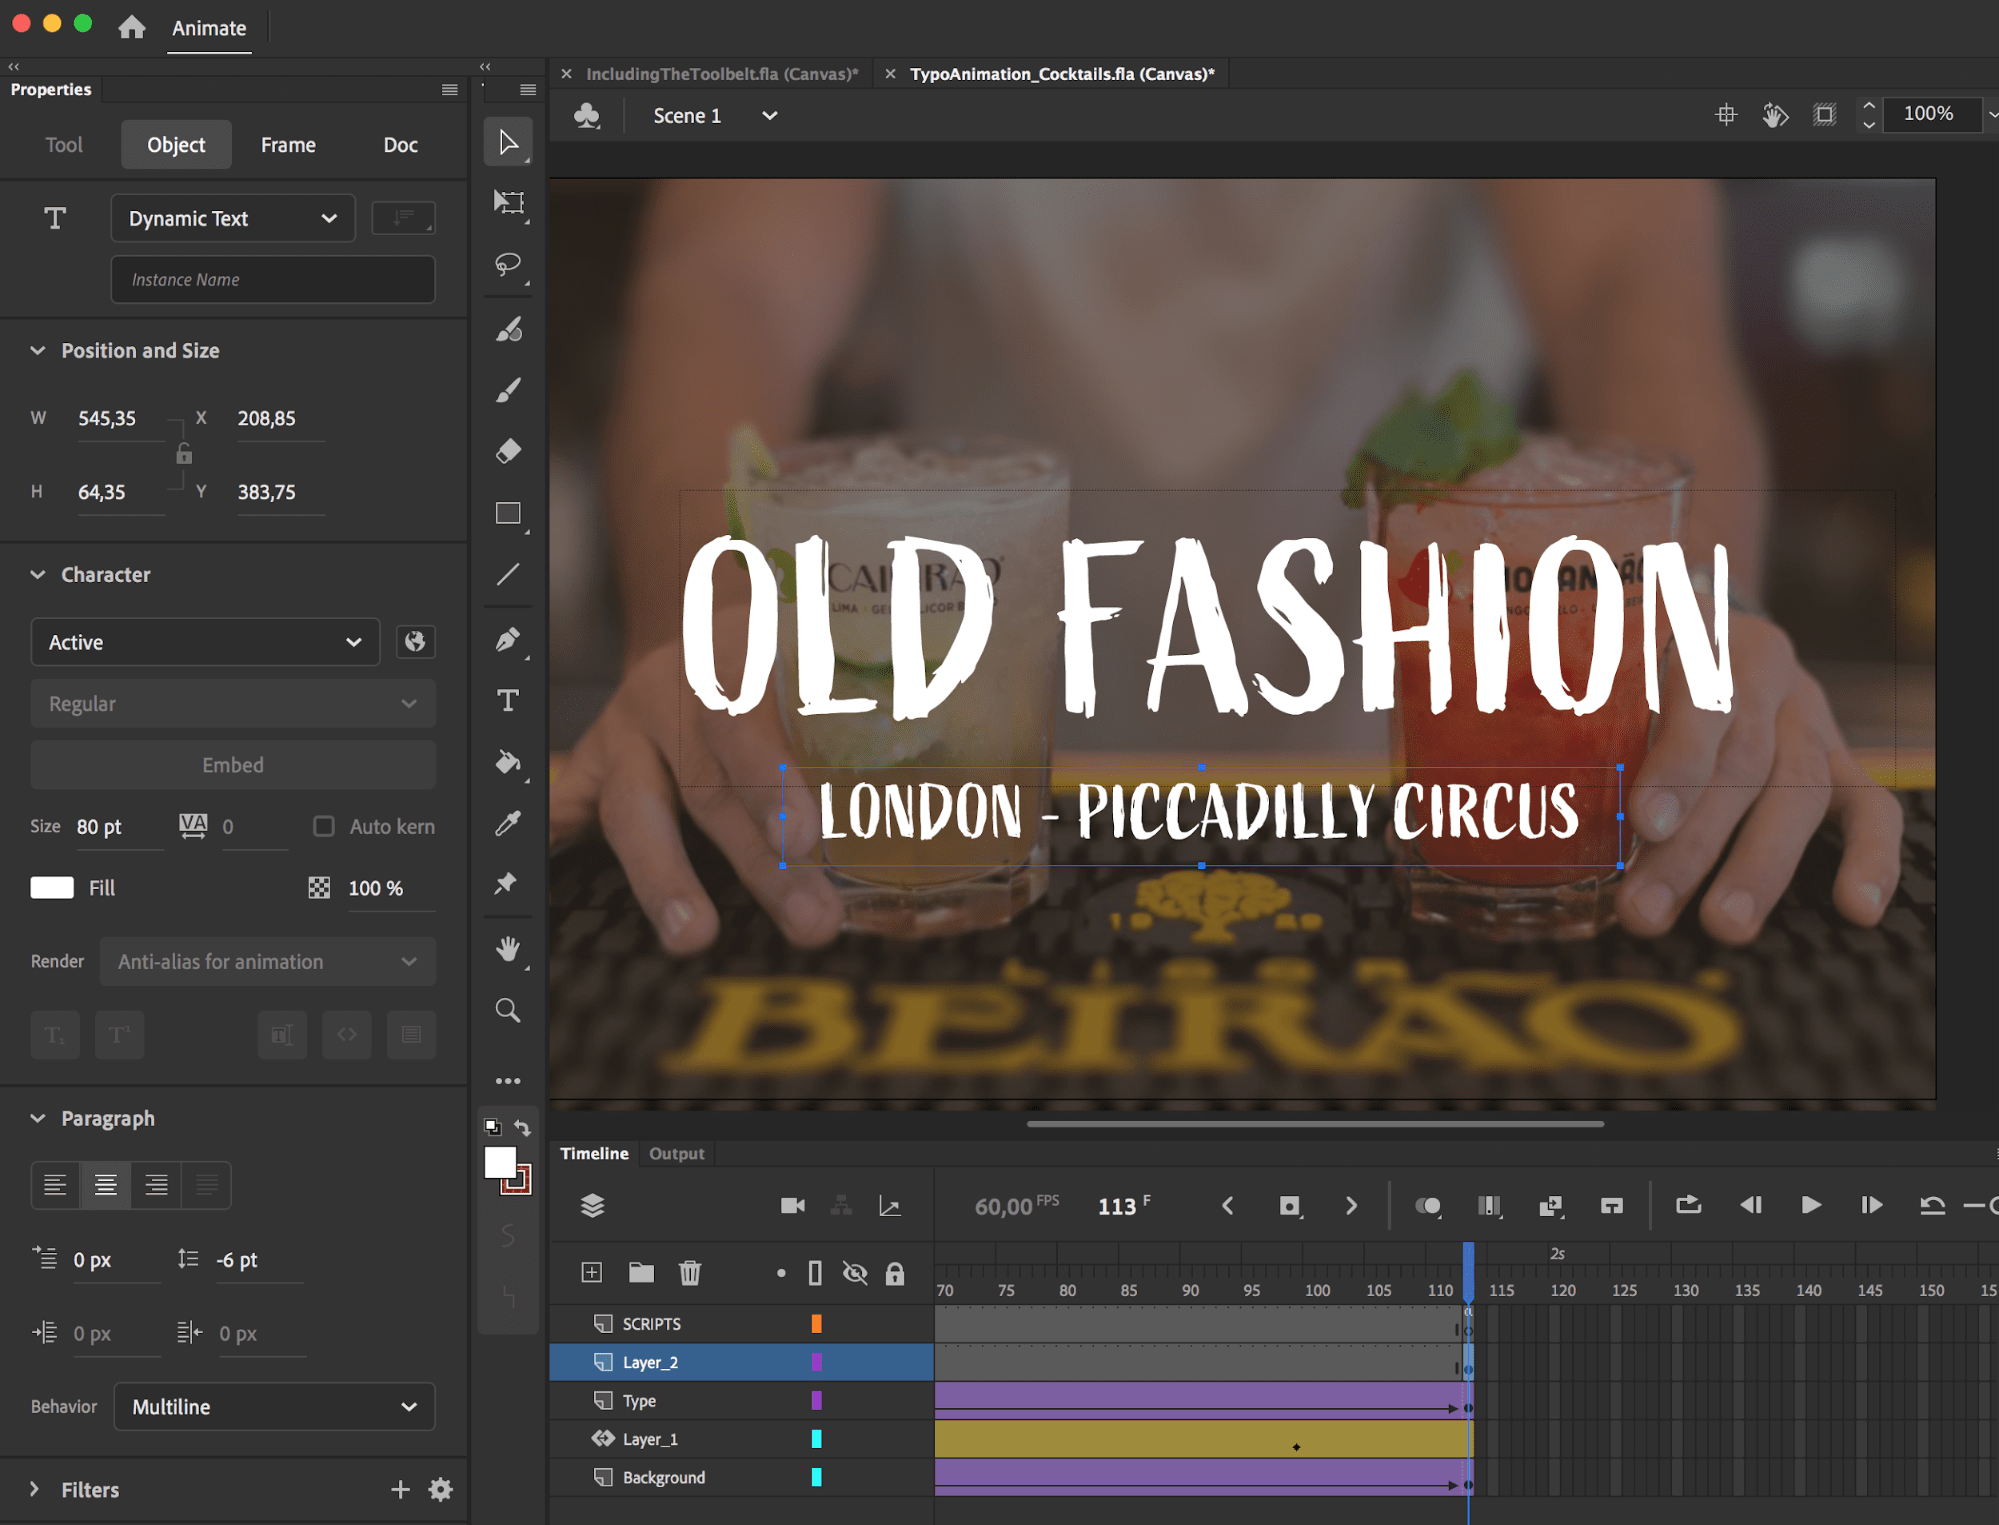 Animate
Properties
Tool Object Frame Doc
Dynamic Text
Instance Name
Position and Size
W 545,35 X 208,85
H 64,35 Y 383,75
Character
Active
Regular
Embed
Size 80 pt VA 0 Auto kern
Fill 100 %
Render Anti-alias for animation
Paragraph
0 px -6 pt
0 px 0 px
Behavior Multiline
Filters
IncludingTheToolbelt.fla (Canvas)* TypoAnimation_Cocktails.fla (Canvas)*
Scene 1 100%
OLD FASHION
LONDON - PICCADILLY CIRCUS
BEIRÃO
Timeline Output
60,00 FPS 113 F
2s
70 75 80 85 90 95 100 105 110 115 120 125 130 135 140 145 150
SCRIPTS
Layer_2
Type
Layer_1
Background